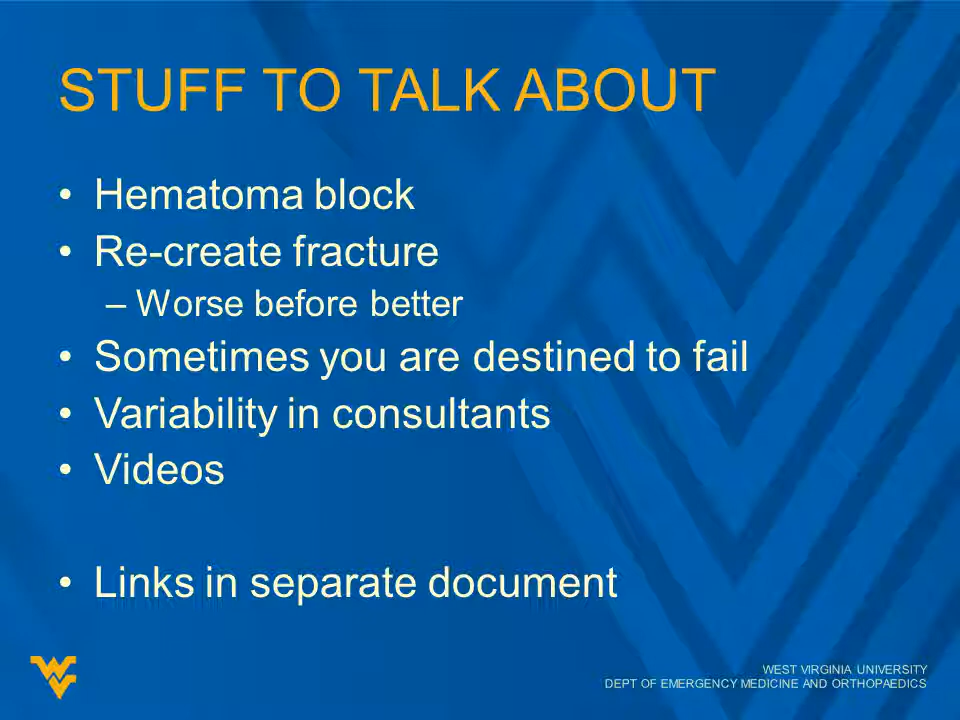 STUFF TO TALK ABOUT
• Hematoma block
• Re-create fracture
– Worse before better
• Sometimes you are destined to fail
• Variability in consultants
• Videos
• Links in separate document
WEST VIRGINIA UNIVERSITY
DEPT OF EMERGENCY MEDICINE AND ORTHOPAEDICS